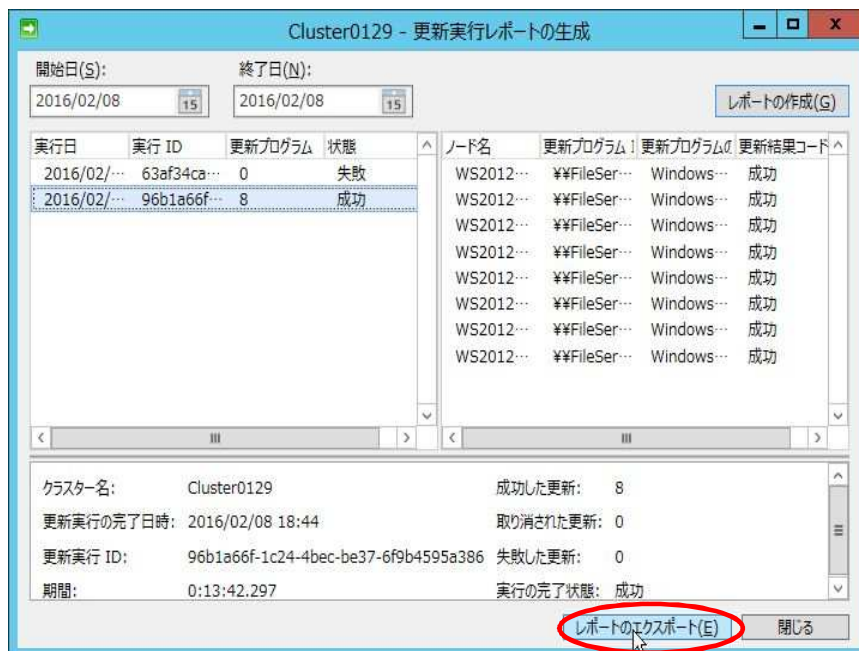 Cluster0129 - 更新実行レポートの生成
開始日(S): 終了日(N):
2016/02/08 15 2016/02/08 15 レポートの作成(G)
実行日 実行 ID 更新プログラム 状態 ノード名 更新プログラム I 更新プログラムの 更新結果コード
2016/02/… 63af34ca… 0 失敗 WS2012… ¥¥FileSer… Windows… 成功
2016/02/… 96b1a66f… 8 成功 WS2012… ¥¥FileSer… Windows… 成功
WS2012… ¥¥FileSer… Windows… 成功
WS2012… ¥¥FileSer… Windows… 成功
WS2012… ¥¥FileSer… Windows… 成功
WS2012… ¥¥FileSer… Windows… 成功
WS2012… ¥¥FileSer… Windows… 成功
WS2012… ¥¥FileSer… Windows… 成功
クラスター名: Cluster0129 成功した更新: 8
更新実行の完了日時: 2016/02/08 18:44 取り消された更新: 0
更新実行 ID: 96b1a66f-1c24-4bec-be37-6f9b4595a386 失敗した更新: 0
期間: 0:13:42.297 実行の完了状態: 成功
レポートのエクスポート(E) 閉じる